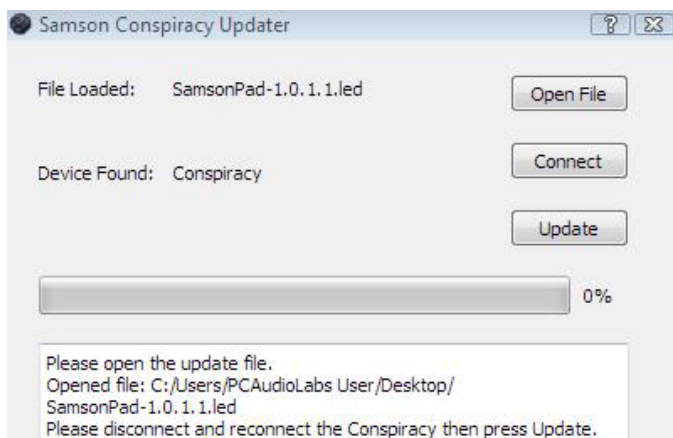 Samson Conspiracy Updater
File Loaded: SamsonPad-1.0.1.1.led
Open File
Device Found: Conspiracy
Connect
Update
0%
Please open the update file.
Opened file: C:/Users/PCAudioLabs User/Desktop/
SamsonPad-1.0.1.1.led
Please disconnect and reconnect the Conspiracy then press Update.